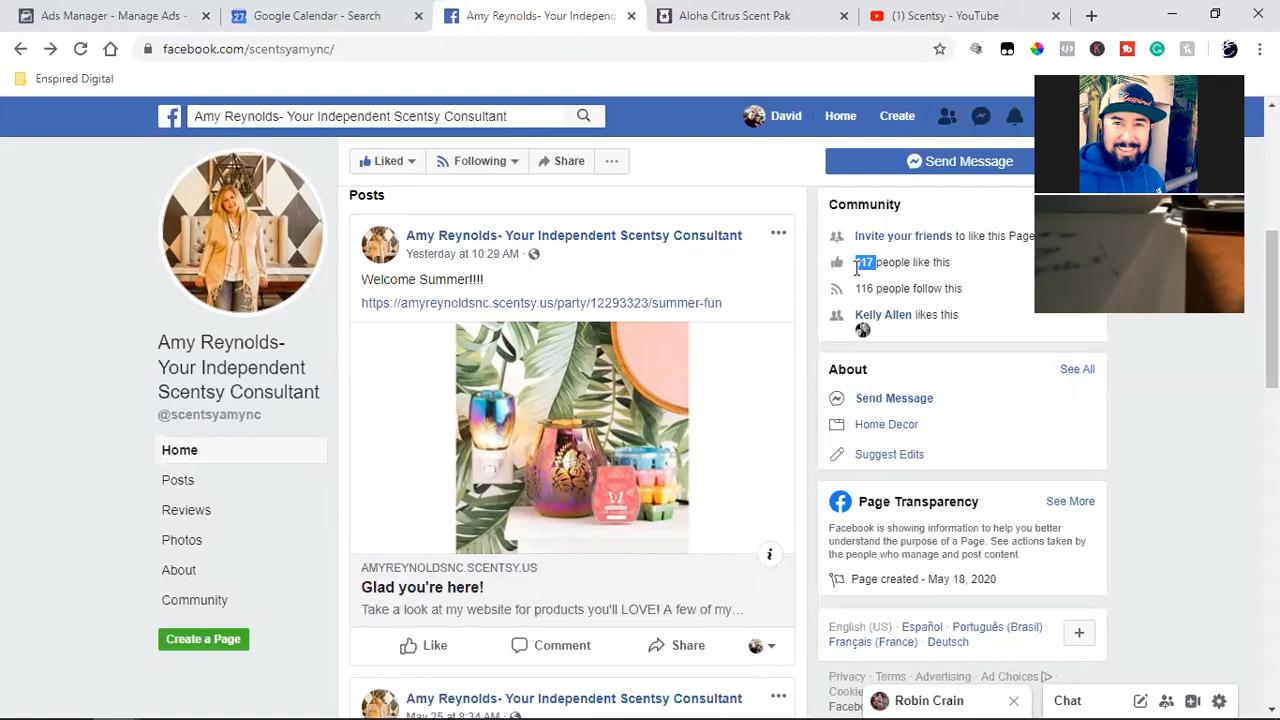 Ads Manager - Manage Ads -
Google Calendar - Search
Amy Reynolds- Your Independenc
Aloha Citrus Scent Pak
(1) Scentsy - YouTube
facebook.com/scentsyamync/
Enspired Digital
Amy Reynolds- Your Independent Scentsy Consultant
David
Home
Create
Liked
Following
Share
Send Message
Amy Reynolds-
Your Independent
Scentsy Consultant
@scentsyamync
Home
Posts
Reviews
Photos
About
Community
Create a Page
Posts
Amy Reynolds- Your Independent Scentsy Consultant
Yesterday at 10:29 AM
Welcome Summer!!!!
https://amyreynoldsnc.scentsy.us/party/12293323/summer-fun
AMYREYNOLDSNC.SCENTSY.US
Glad you're here!
Take a look at my website for products you'll LOVE! A few of my...
Like
Comment
Share
Amy Reynolds- Your Independent Scentsy Consultant
May 25 at 8:34 AM
Community
Invite your friends to like this Page
117 people like this
116 people follow this
Kelly Allen likes this
About
See All
Send Message
Home Decor
Suggest Edits
Page Transparency
See More
Facebook is showing information to help you better
understand the purpose of a Page. See actions taken by
the people who manage and post content.
Page created - May 18, 2020
English (US) · Español · Português (Brasil) ·
Français (France) · Deutsch
Privacy · Terms · Advertising · Ad Choices
Cookie
Robin Crain
Chat